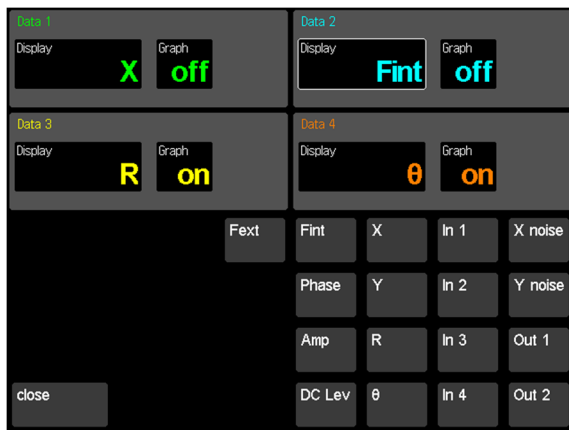 Data 1
Data 2
Display Graph
X off
Display Graph
Fint off
Data 3
Data 4
Display Graph
R on
Display Graph
θ on
Fext Fint X In 1 X noise
Phase Y In 2 Y noise
Amp R In 3 Out 1
close DC Lev θ In 4 Out 2